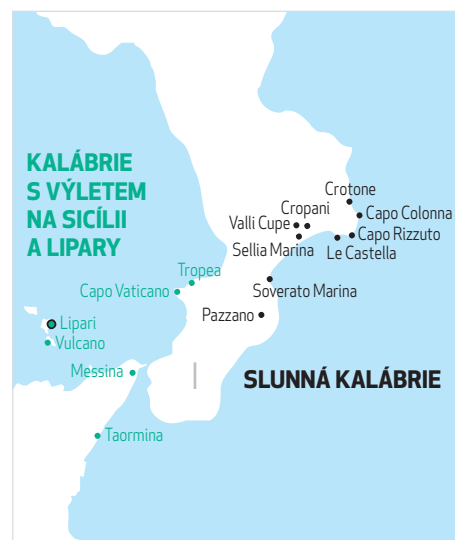 KALÁBRIE
S VÝLETEM
NA SICÍLII
A LIPARY
Crotone
Cropani
Capo Colonna
Valli Cupe
Capo Rizzuto
Sellia Marina
Le Castella
Tropea
Capo Vaticano
Soverato Marina
Pazzano
Lipari
Vulcano
Messina
SLUNNÁ KALÁBRIE
Taormina